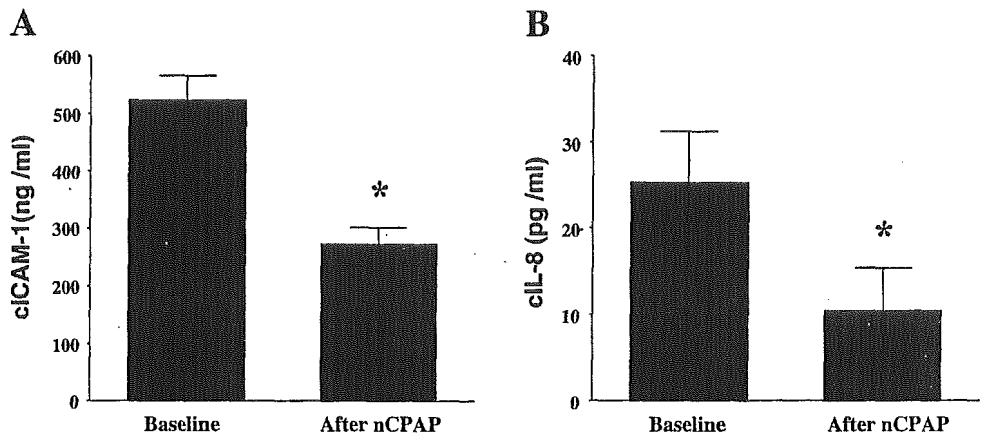 A
cICAM-1(ng /ml)
600
500
400
300
200
100
0
*
Baseline
After nCPAP
B
cIL-8 (pg /ml)
40
30
20
10
0
*
Baseline
After nCPAP